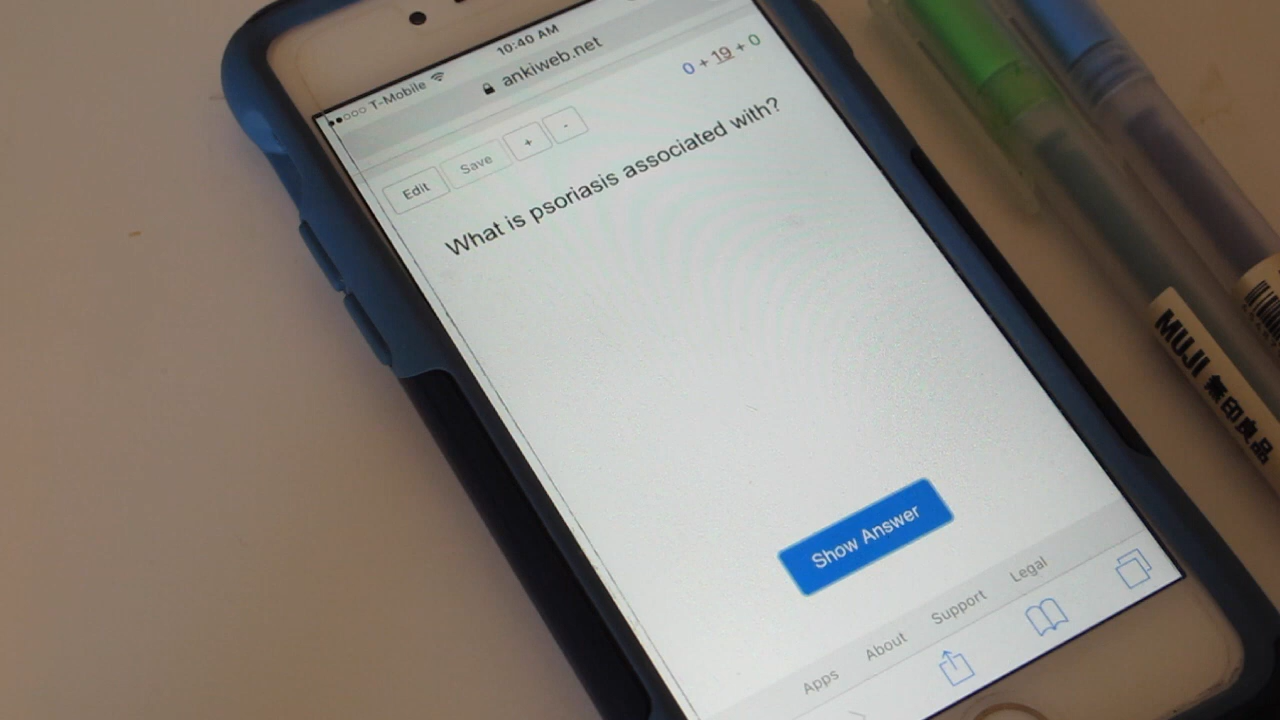 T-Mobile 10:40 AM
ankiweb.net
0 + 19 + 0
Edit Save + -
What is psoriasis associated with?
Show Answer
Apps About Support Legal
MUJI 無印良品